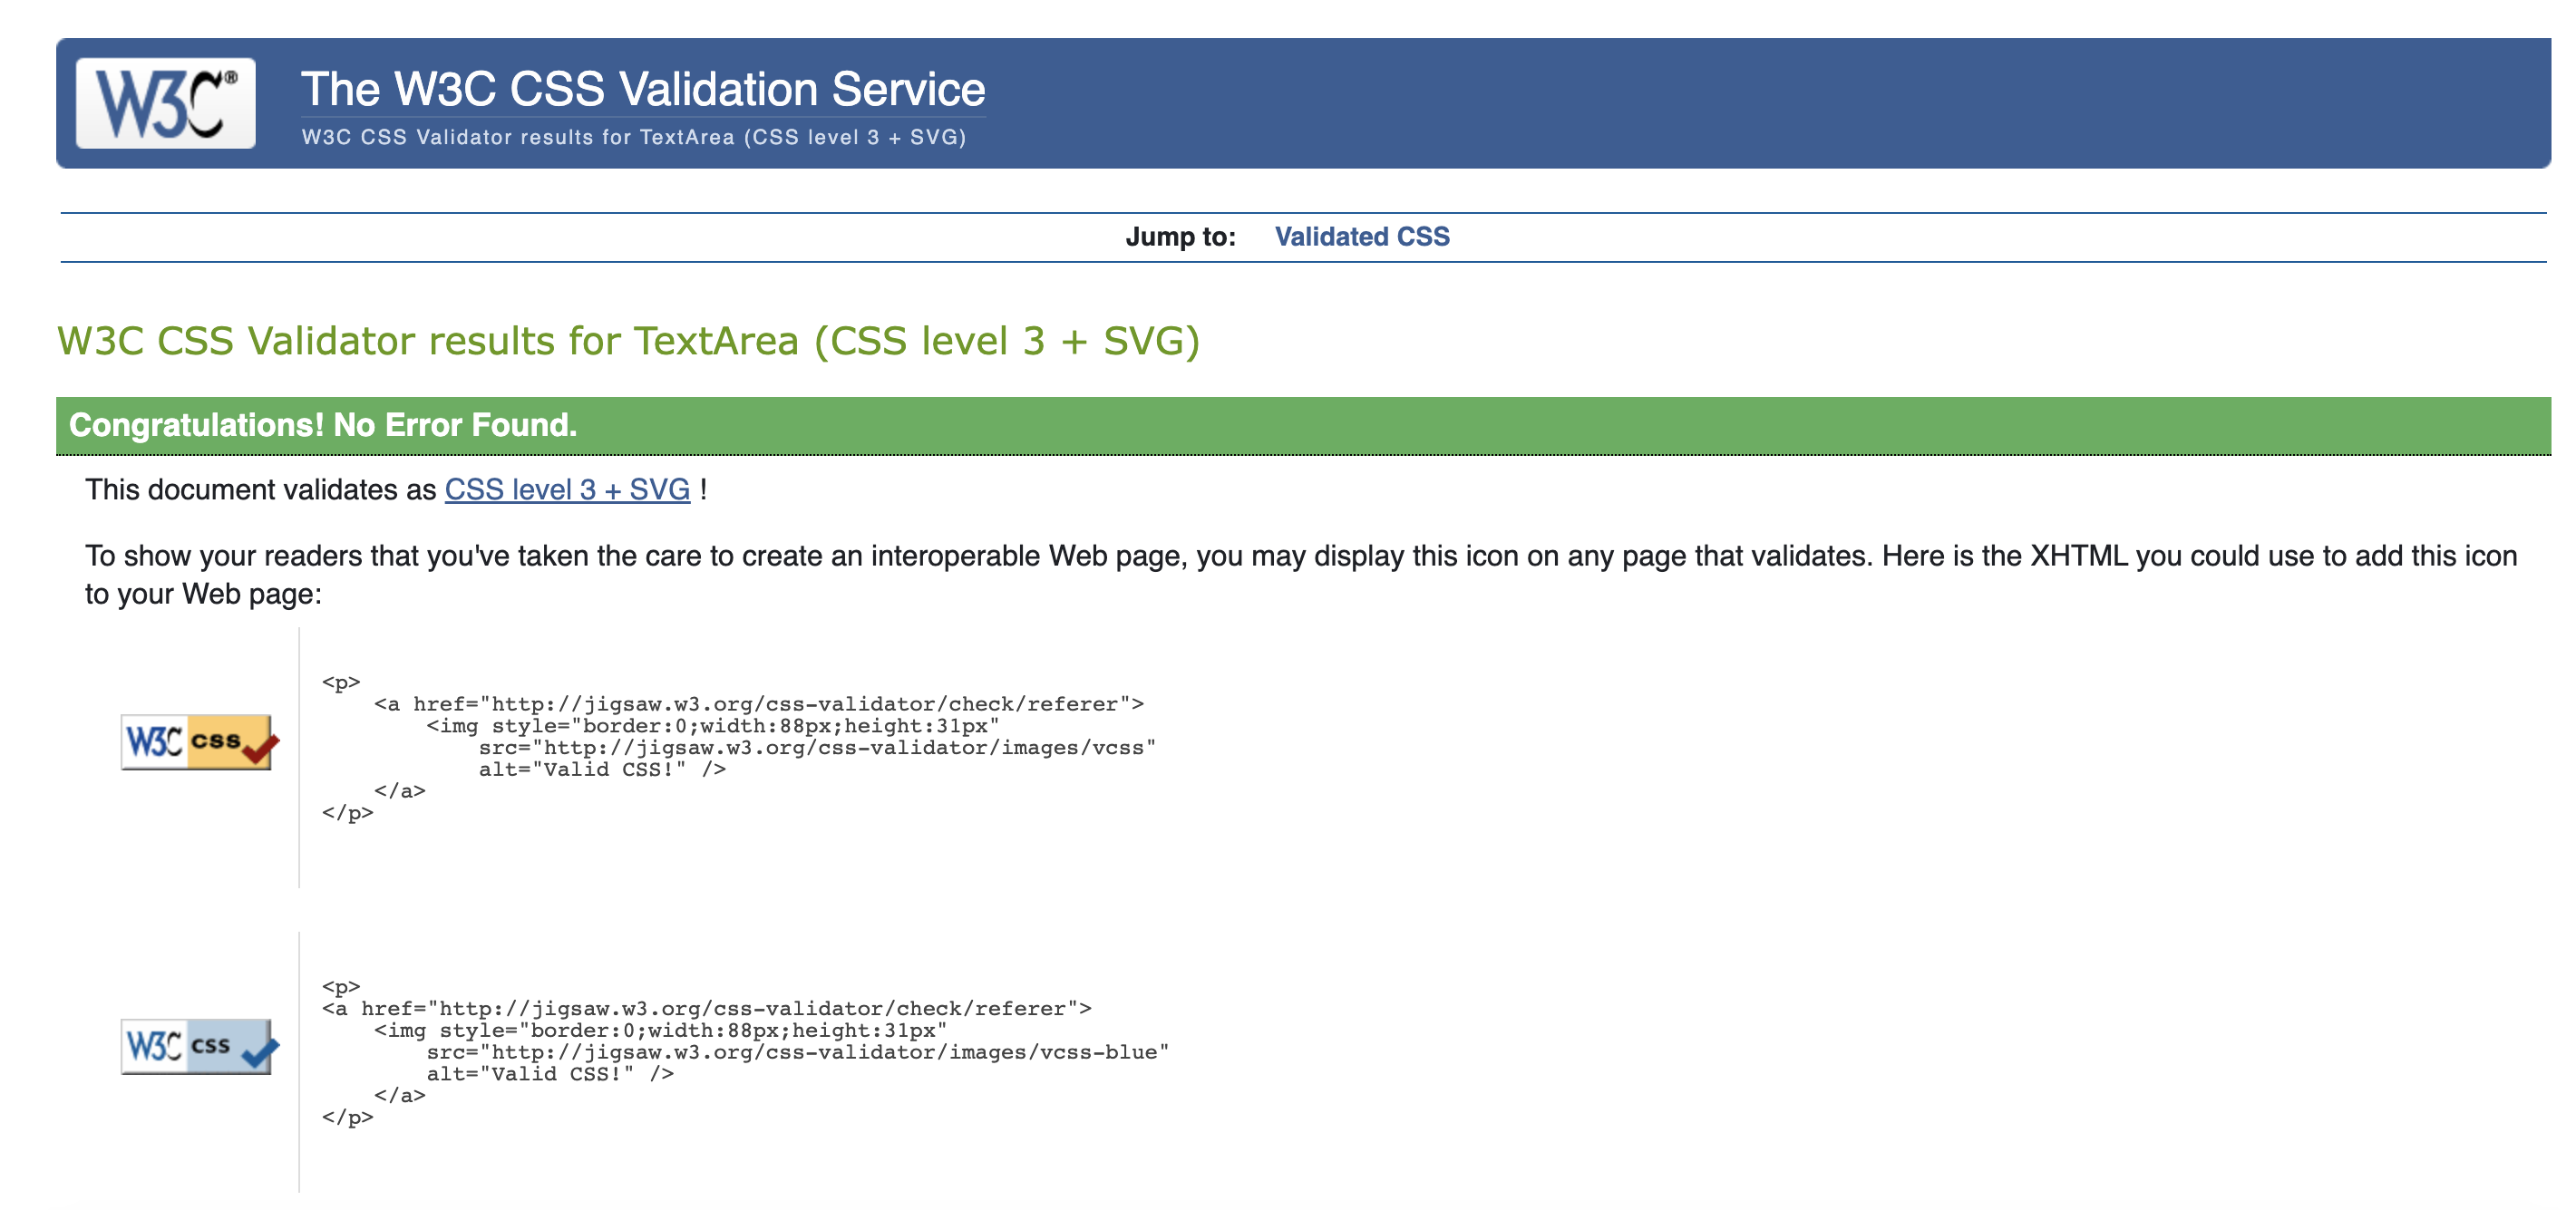 W3C®
The W3C CSS Validation Service
W3C CSS Validator results for TextArea (CSS level 3 + SVG)
Jump to: Validated CSS
W3C CSS Validator results for TextArea (CSS level 3 + SVG)
Congratulations! No Error Found.
This document validates as CSS level 3 + SVG !
To show your readers that you've taken the care to create an interoperable Web page, you may display this icon on any page that validates. Here is the XHTML you could use to add this icon
to your Web page:
W3C css
<p>
    <a href="http://jigsaw.w3.org/css-validator/check/referer">
        <img style="border:0;width:88px;height:31px"
            src="http://jigsaw.w3.org/css-validator/images/vcss"
            alt="Valid CSS!" />
    </a>
</p>
W3C css
<p>
<a href="http://jigsaw.w3.org/css-validator/check/referer">
    <img style="border:0;width:88px;height:31px"
        src="http://jigsaw.w3.org/css-validator/images/vcss-blue"
        alt="Valid CSS!" />
    </a>
</p>